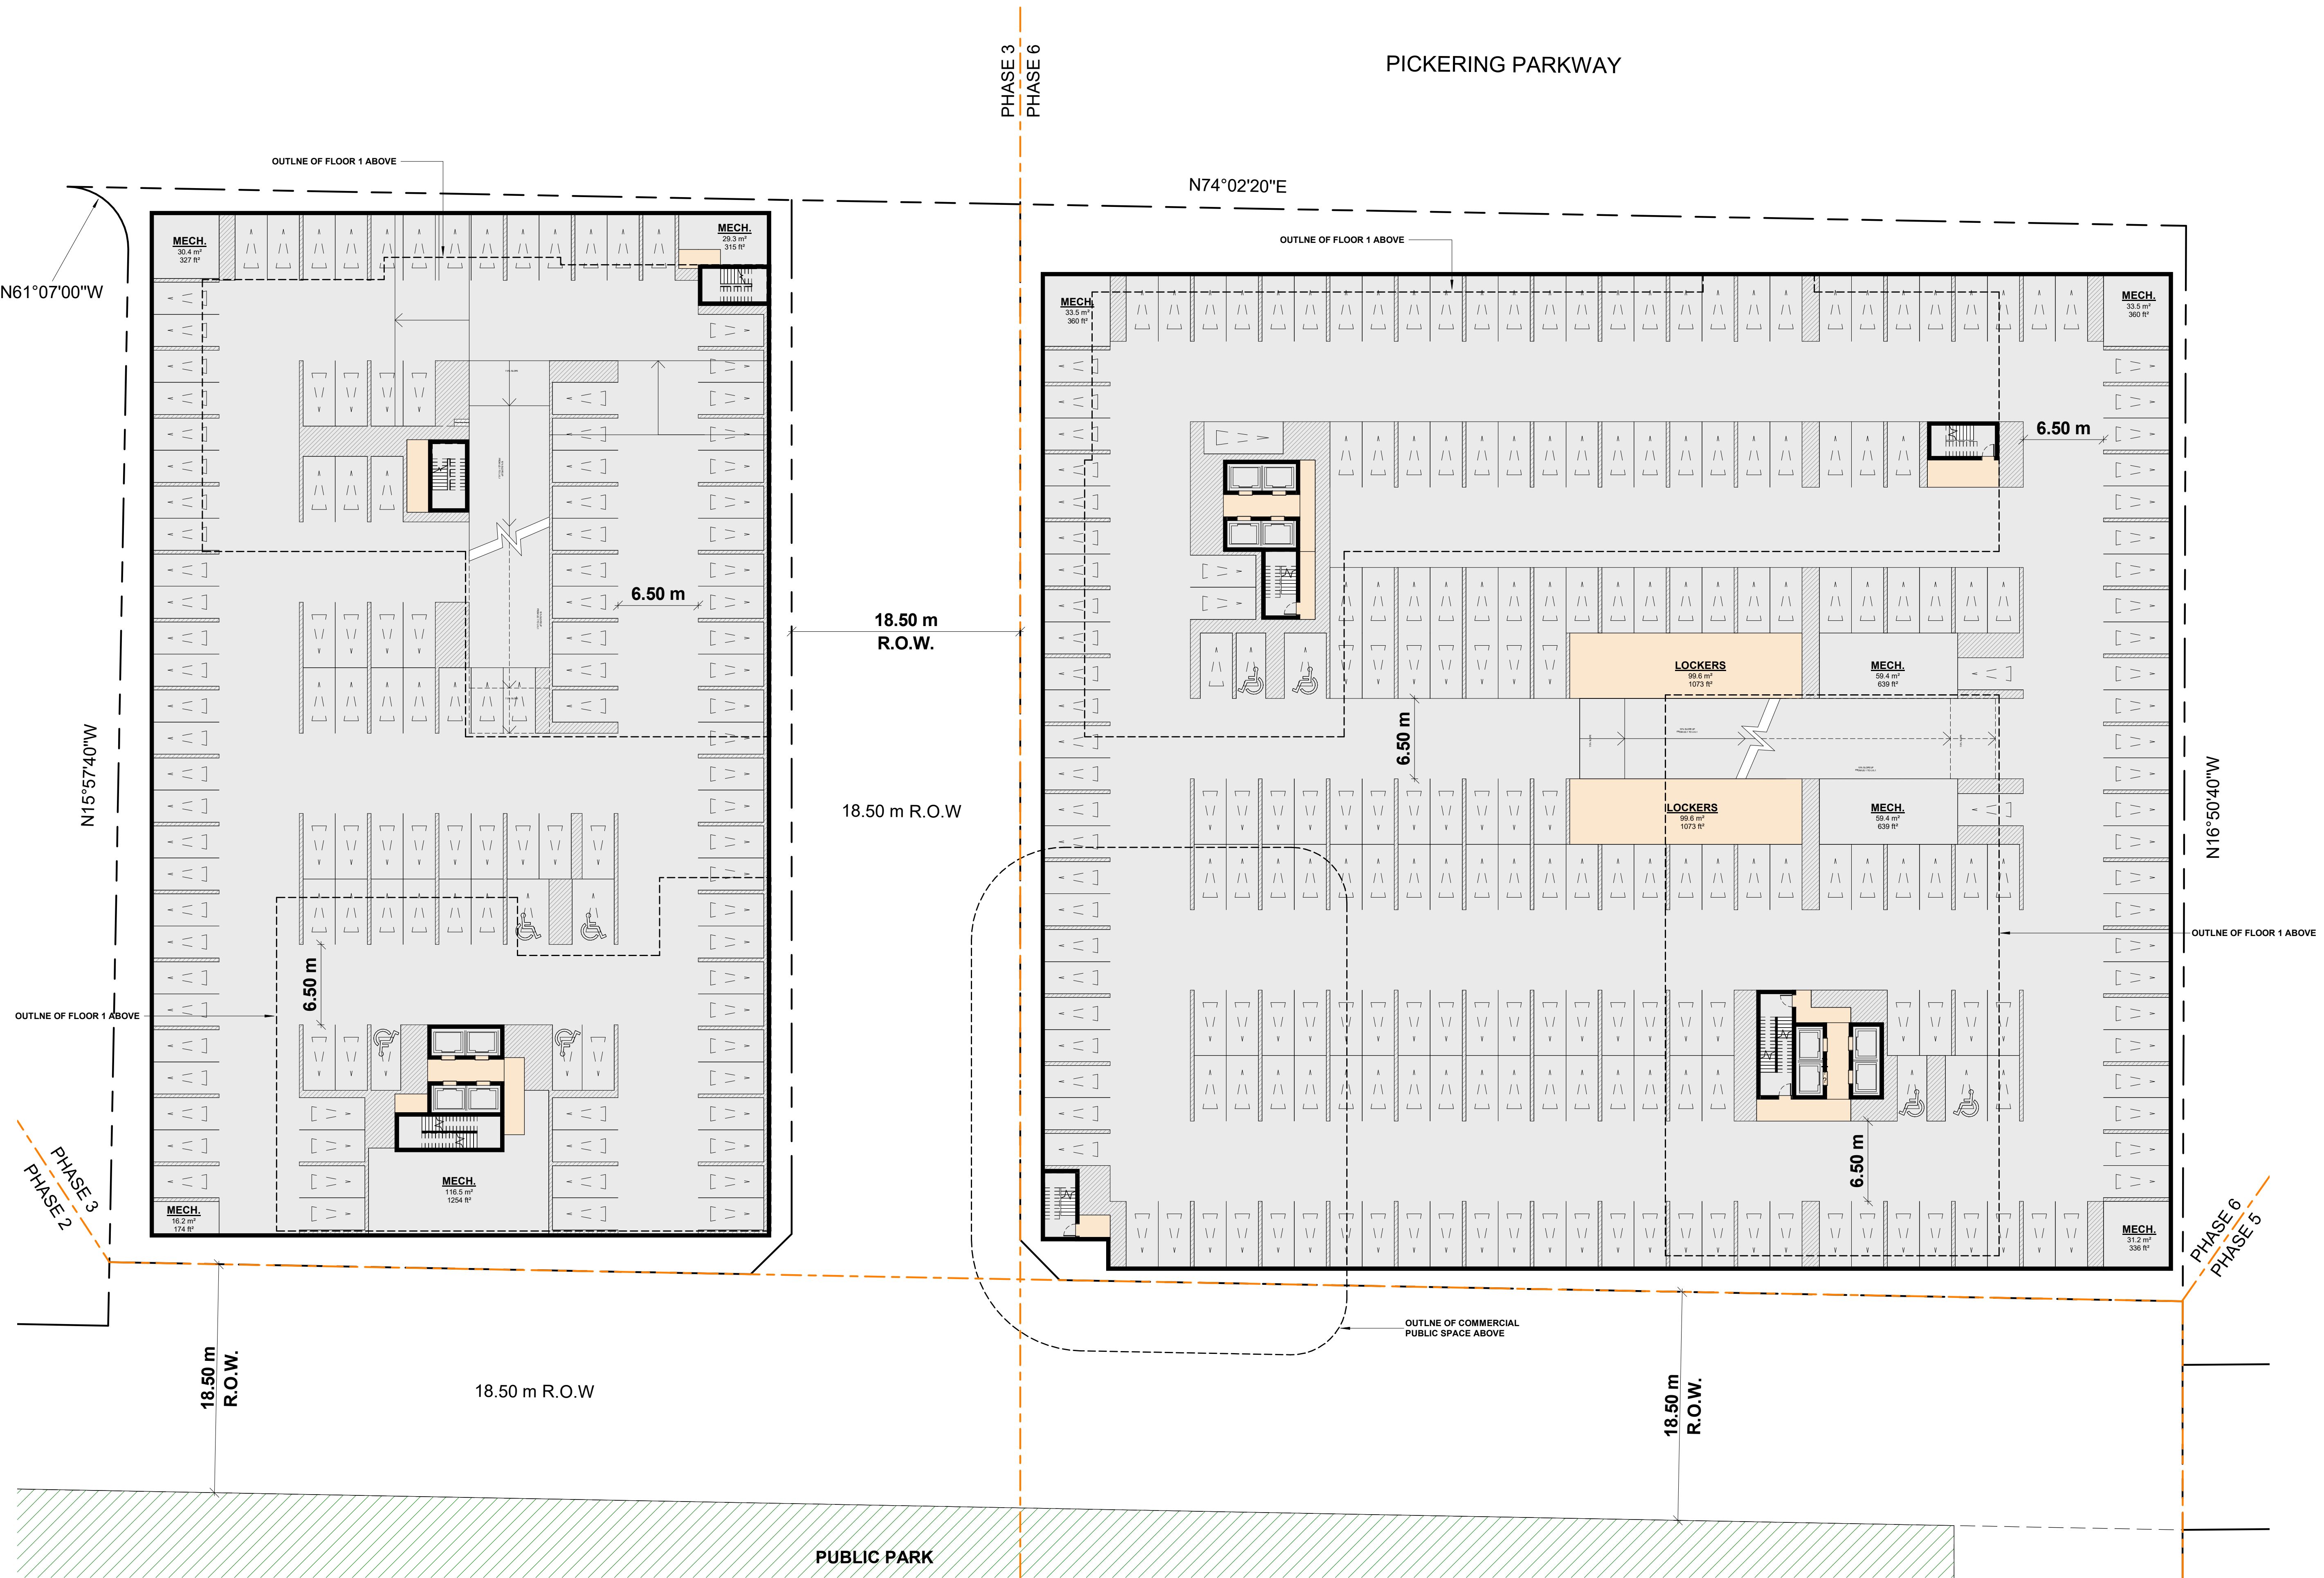 PICKERING PARKWAY
PHASE 3
PHASE 6
OUTLNE OF FLOOR 1 ABOVE
N74°02'20"E
OUTLNE OF FLOOR 1 ABOVE
N61°07'00"W
MECH.
30.4 m²
327 ft²
MECH.
29.3 m²
315 ft²
MECH.
33.5 m²
360 ft²
MECH.
33.5 m²
360 ft²
6.50 m
6.50 m
18.50 m
R.O.W.
LOCKERS
99.6 m²
1073 ft²
MECH.
59.4 m²
639 ft²
6.50 m
N15°57'40"W
18.50 m R.O.W
LOCKERS
99.6 m²
1073 ft²
MECH.
59.4 m²
639 ft²
N16°50'40"W
OUTLNE OF FLOOR 1 ABOVE
6.50 m
OUTLNE OF FLOOR 1 ABOVE
6.50 m
PHASE 3
PHASE 2
MECH.
116.5 m²
1254 ft²
MECH.
16.2 m²
174 ft²
MECH.
31.2 m²
336 ft²
PHASE 6
PHASE 5
OUTLNE OF COMMERCIAL
PUBLIC SPACE ABOVE
18.50 m
R.O.W.
18.50 m R.O.W
18.50 m
R.O.W.
PUBLIC PARK